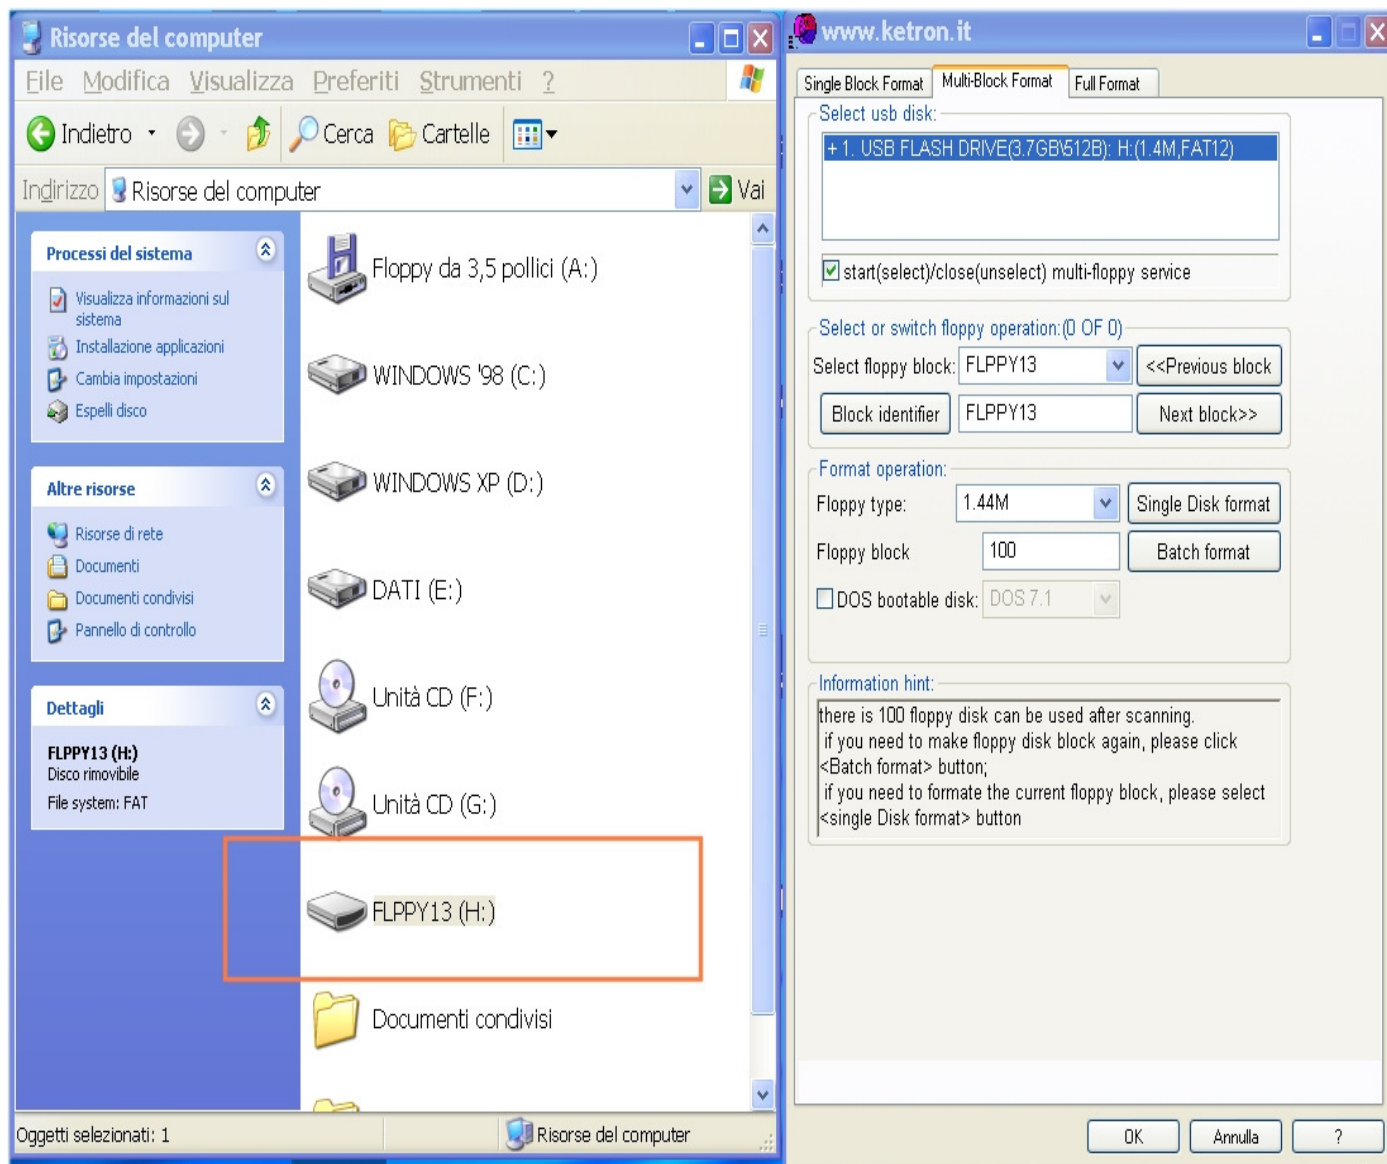 Risorse del computer
File Modifica Visualizza Preferiti Strumenti ?
Indietro Cerca Cartelle
Indirizzo Risorse del computer Vai
Processi del sistema
Visualizza informazioni sul
sistema
Installazione applicazioni
Cambia impostazioni
Espelli disco
Altre risorse
Risorse di rete
Documenti
Documenti condivisi
Pannello di controllo
Dettagli
FLPPY13 (H:)
Disco rimovibile
File system: FAT
Floppy da 3,5 pollici (A:)
WINDOWS '98 (C:)
WINDOWS XP (D:)
DATI (E:)
Unità CD (F:)
Unità CD (G:)
FLPPY13 (H:)
Documenti condivisi
Oggetti selezionati: 1
Risorse del computer
www.ketron.it
Single Block Format Multi-Block Format Full Format
Select usb disk:
+ 1. USB FLASH DRIVE(3.7GB\512B): H:(1.4M,FAT12)
start(select)/close(unselect) multi-floppy service
Select or switch floppy operation:(0 OF 0)
Select floppy block: FLPPY13 <<Previous block
Block identifier FLPPY13 Next block>>
Format operation:
Floppy type: 1.44M Single Disk format
Floppy block 100 Batch format
DOS bootable disk: DOS 7.1
Information hint:
there is 100 floppy disk can be used after scanning.
if you need to make floppy disk block again, please click
<Batch format> button;
if you need to formate the current floppy block, please select
<single Disk format> button
OK Annulla ?